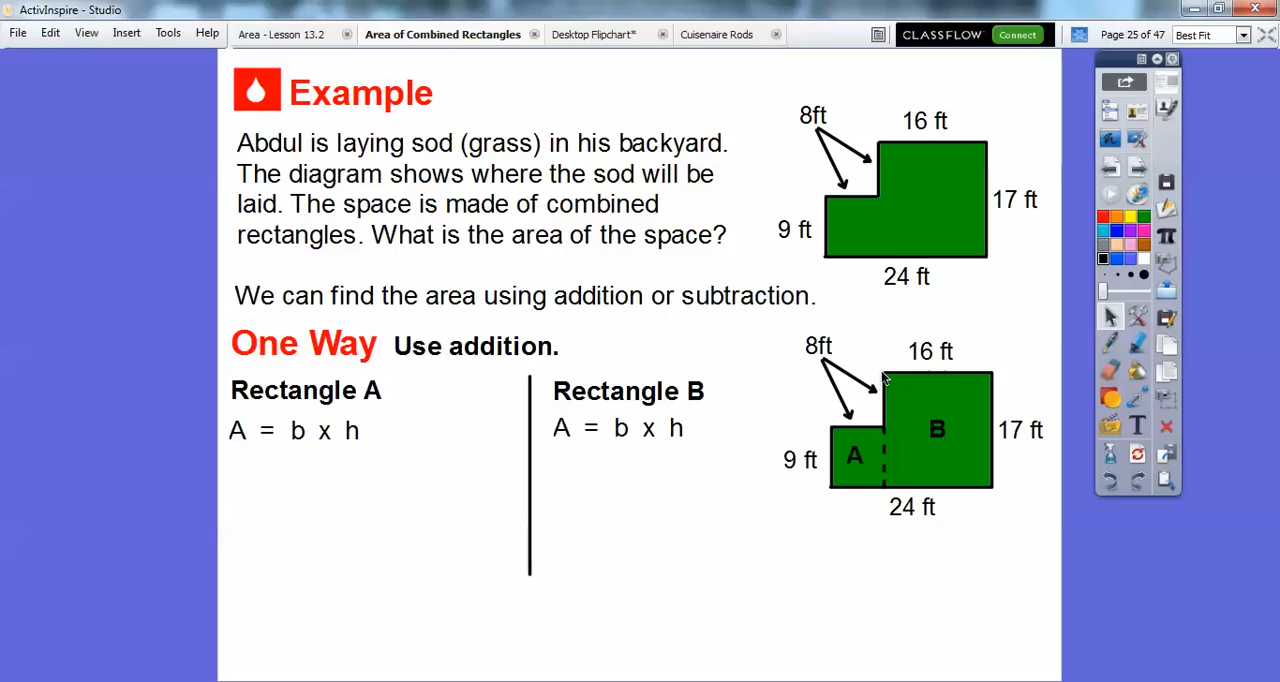 ActivInspire - Studio
File Edit View Insert Tools Help
Area - Lesson 13.2 Area of Combined Rectangles Desktop Flipchart* Cuisenaire Rods
CLASSFLOW Connect
Page 25 of 47 Best Fit
Example
Abdul is laying sod (grass) in his backyard.
The diagram shows where the sod will be
laid. The space is made of combined
rectangles. What is the area of the space?
8ft
16 ft
17 ft
9 ft
24 ft
We can find the area using addition or subtraction.
One Way Use addition.
Rectangle A
A = b x h
Rectangle B
A = b x h
8ft
16 ft
B
17 ft
9 ft
A
24 ft